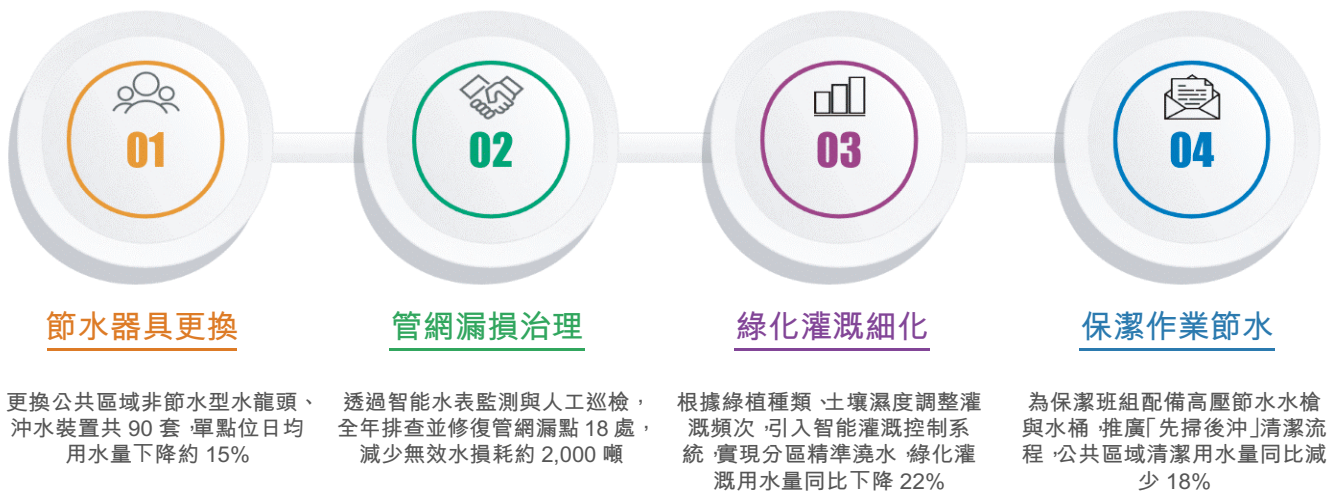 01
02
03
04
節水器具更換
更換公共區域非節水型水龍頭、
沖水裝置共 90 套,單點位日均
用水量下降約 15%
管網漏損治理
透過智能水表監測與人工巡檢,
全年排查並修復管網漏點 18 處,
減少無效水損耗約 2,000 噸
綠化灌溉細化
根據綠植種類、土壤濕度調整灌
溉頻次,引入智能灌溉控制系
統,實現分區精準澆水,綠化灌
溉用水量同比下降 22%
保潔作業節水
為保潔班組配備高壓節水水槍
與水桶,推廣「先掃後沖」清潔流
程,公共區域清潔用水量同比減
少 18%